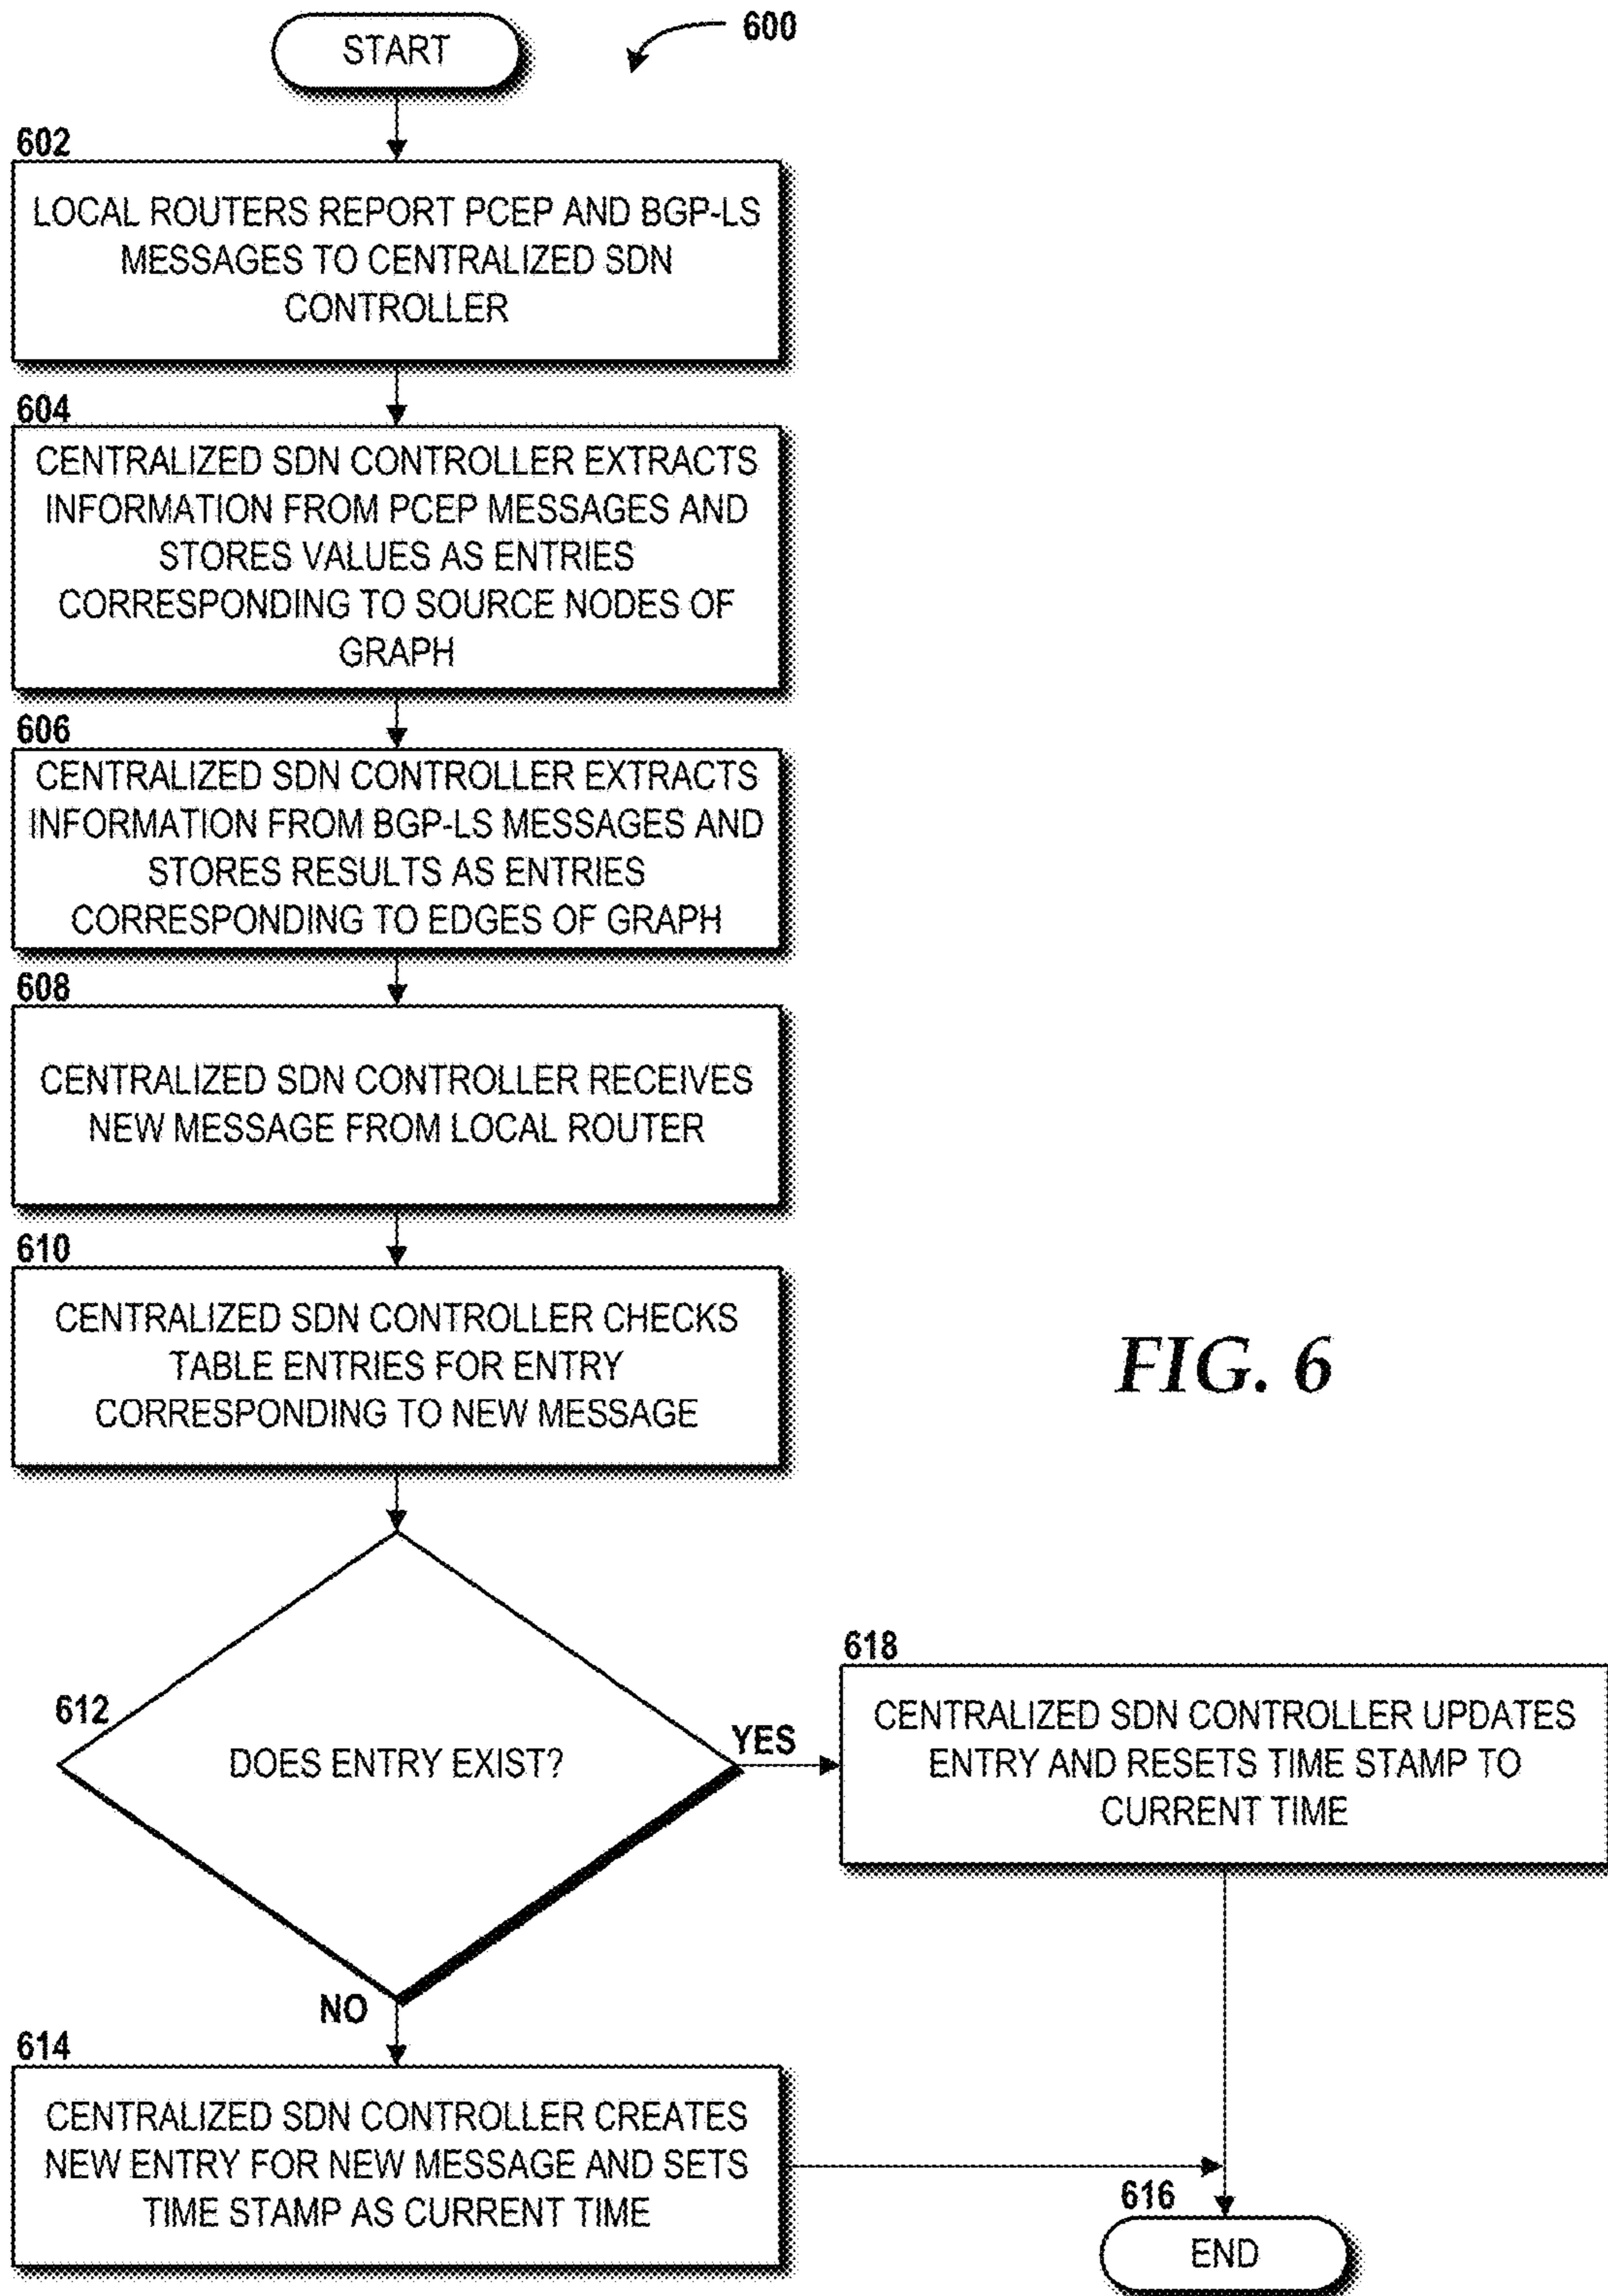 START
600
602
LOCAL ROUTERS REPORT PCEP AND BGP-LS
MESSAGES TO CENTRALIZED SDN
CONTROLLER
604
CENTRALIZED SDN CONTROLLER EXTRACTS
INFORMATION FROM PCEP MESSAGES AND
STORES VALUES AS ENTRIES
CORRESPONDING TO SOURCE NODES OF
GRAPH
606
CENTRALIZED SDN CONTROLLER EXTRACTS
INFORMATION FROM BGP-LS MESSAGES AND
STORES RESULTS AS ENTRIES
CORRESPONDING TO EDGES OF GRAPH
608
CENTRALIZED SDN CONTROLLER RECEIVES
NEW MESSAGE FROM LOCAL ROUTER
610
CENTRALIZED SDN CONTROLLER CHECKS
TABLE ENTRIES FOR ENTRY
CORRESPONDING TO NEW MESSAGE
FIG. 6
612
DOES ENTRY EXIST?
YES
618
CENTRALIZED SDN CONTROLLER UPDATES
ENTRY AND RESETS TIME STAMP TO
CURRENT TIME
NO
614
CENTRALIZED SDN CONTROLLER CREATES
NEW ENTRY FOR NEW MESSAGE AND SETS
TIME STAMP AS CURRENT TIME
616
END